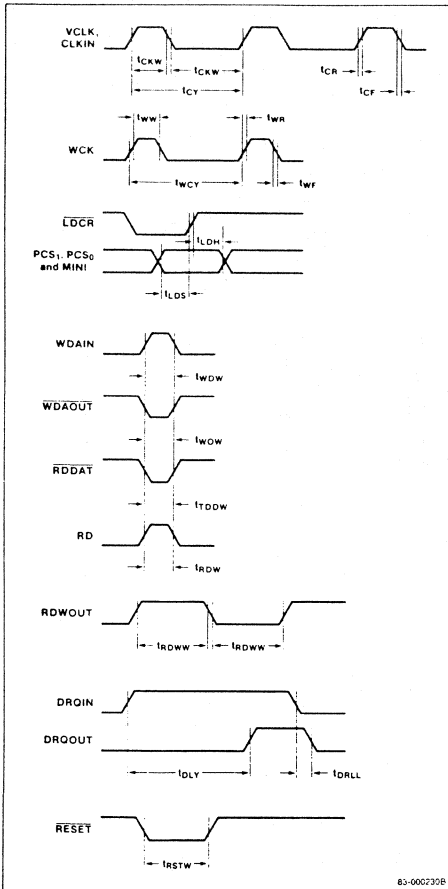 VCLK,
CLKIN
tCKW
tCKW
tCR
tCY
tCF
tWW
tWR
WCK
tWCY
tWF
LDCR
tLDH
PCS1, PCS0
and MINI
tLDS
WDAIN
tWDW
WDAOUT
tWOW
RDDAT
tTDDW
RD
tRDW
RDWOUT
tRDWW
tRDWW
DRQIN
DRQOUT
tDLY
tDRLL
RESET
tRSTW
83-000230B